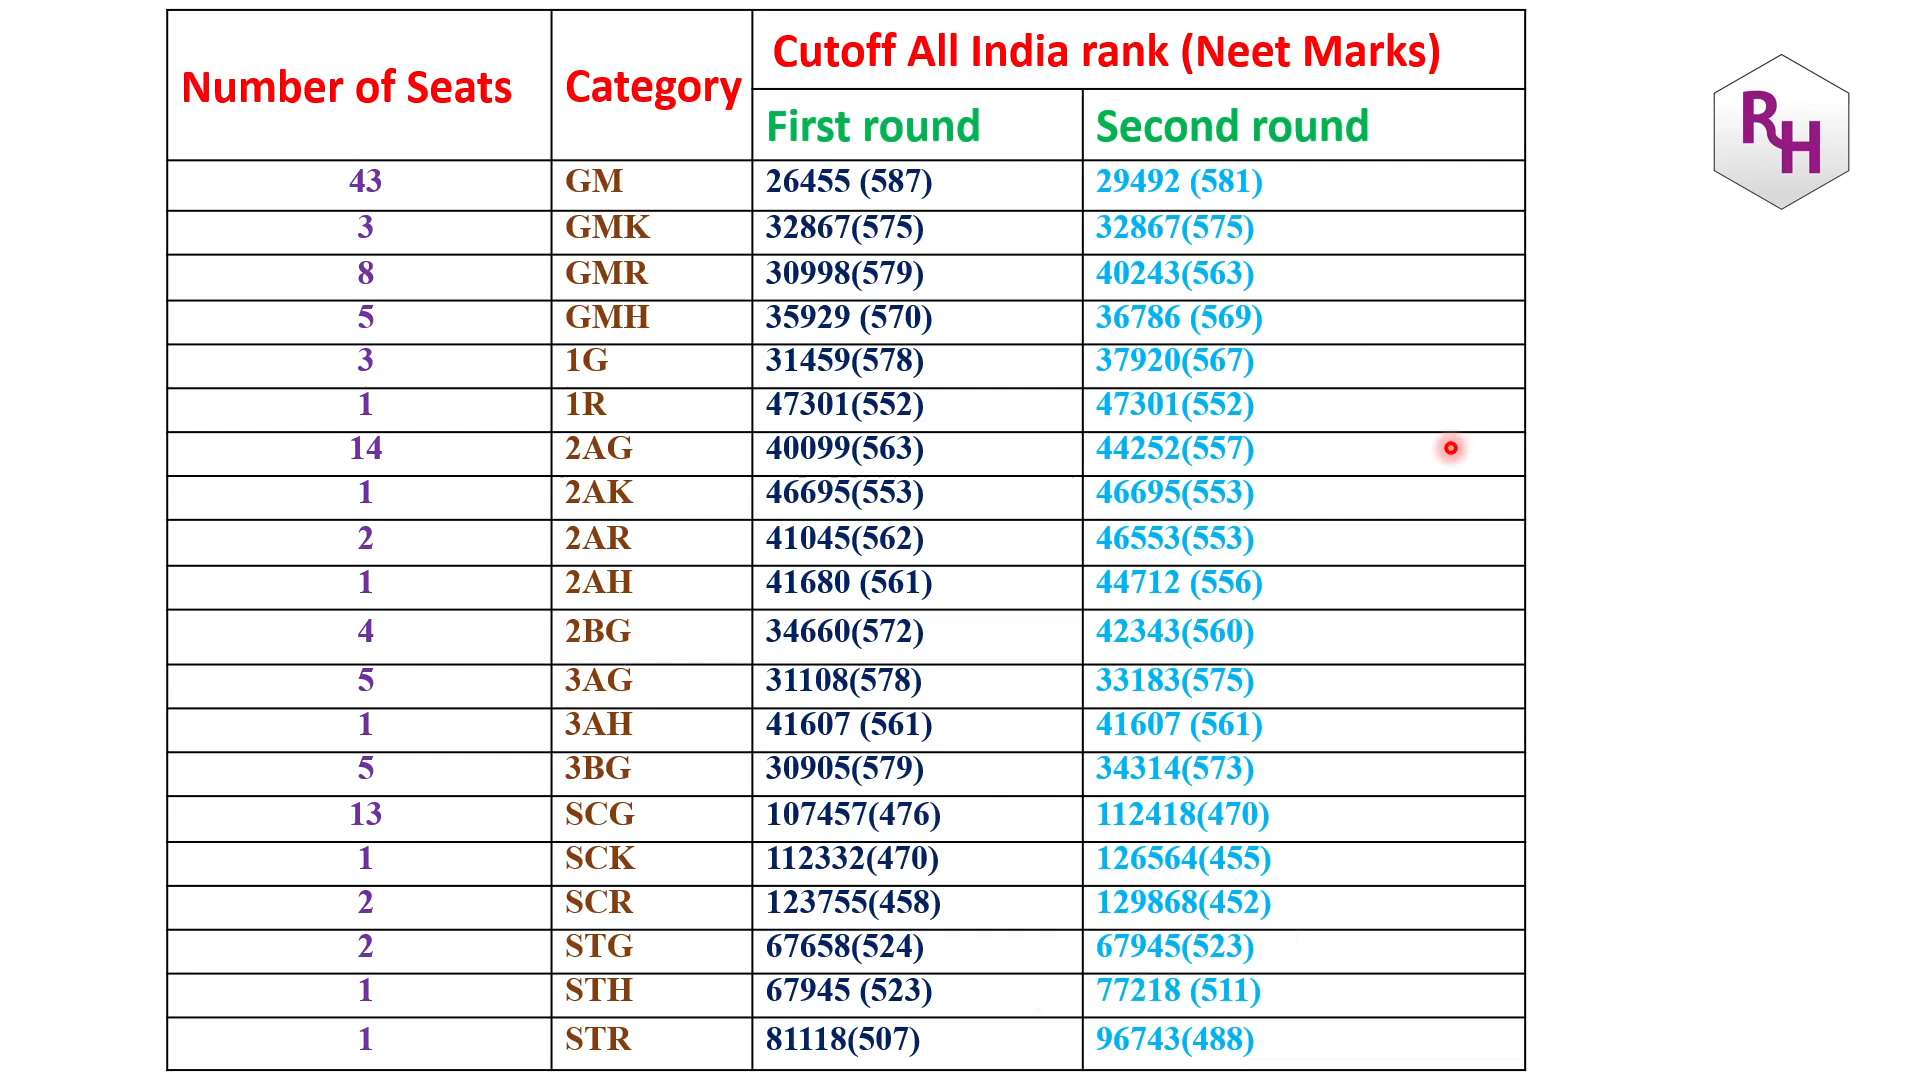 Number of Seats Category Cutoff All India rank (Neet Marks)
First round Second round
43 GM 26455 (587) 29492 (581)
3 GMK 32867(575) 32867(575)
8 GMR 30998(579) 40243(563)
5 GMH 35929 (570) 36786 (569)
3 1G 31459(578) 37920(567)
1 1R 47301(552) 47301(552)
14 2AG 40099(563) 44252(557)
1 2AK 46695(553) 46695(553)
2 2AR 41045(562) 46553(553)
1 2AH 41680 (561) 44712 (556)
4 2BG 34660(572) 42343(560)
5 3AG 31108(578) 33183(575)
1 3AH 41607 (561) 41607 (561)
5 3BG 30905(579) 34314(573)
13 SCG 107457(476) 112418(470)
1 SCK 112332(470) 126564(455)
2 SCR 123755(458) 129868(452)
2 STG 67658(524) 67945(523)
1 STH 67945 (523) 77218 (511)
1 STR 81118(507) 96743(488)
RH